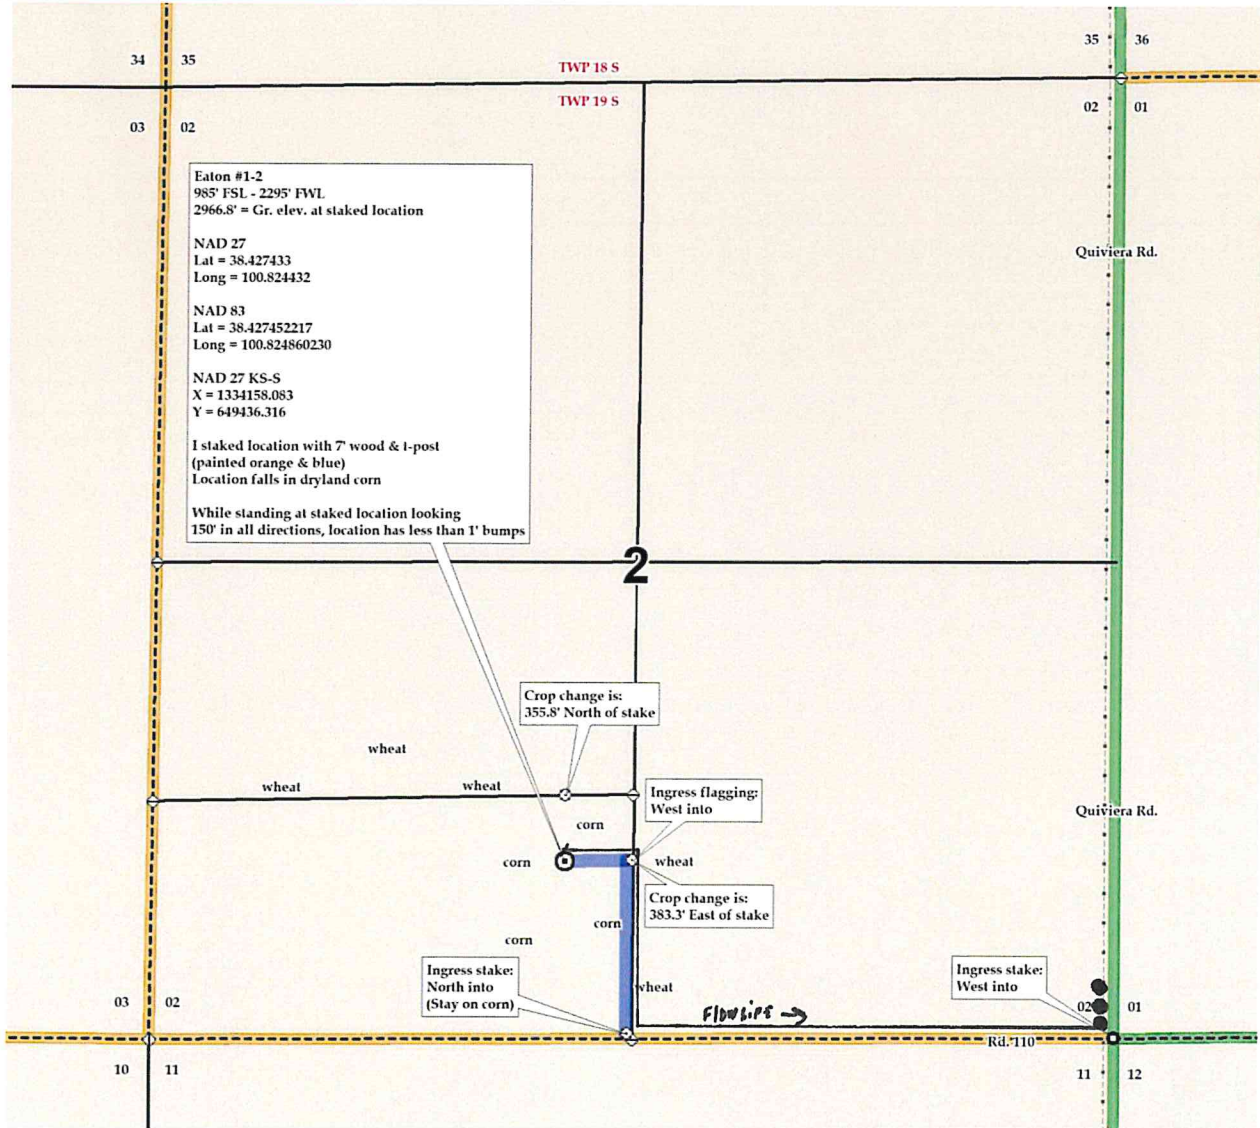 34 35
35 36
TWP 18 S
TWP 19 S
03 02
02 01
Eaton #1-2
985' FSL - 2295' FWL
2966.8' = Gr. elev. at staked location
NAD 27
Lat = 38.427433
Long = 100.824432
NAD 83
Lat = 38.427452217
Long = 100.824860230
NAD 27 KS-S
X = 1334158.083
Y = 649436.316
I staked location with 7' wood & t-post
(painted orange & blue)
Location falls in dryland corn
While standing at staked location looking
150' in all directions, location has less than 1' bumps
Quiviera Rd.
2
Crop change is:
355.8' North of stake
wheat
wheat
wheat
Ingress flagging:
West into
Quiviera Rd.
corn
corn
wheat
Crop change is:
383.3' East of stake
corn
corn
Ingress stake:
North into
(Stay on corn)
wheat
Ingress stake:
West into
03 02
02 01
Flowline
Rd. 110
10 11
11 12